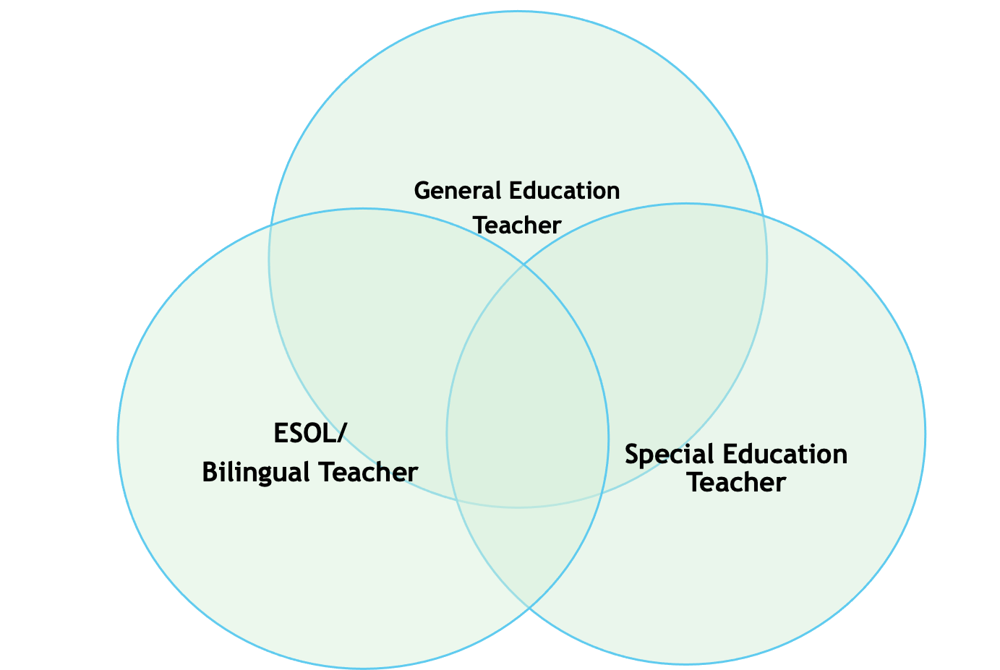 General Education
Teacher
ESOL/
Bilingual Teacher
Special Education
Teacher